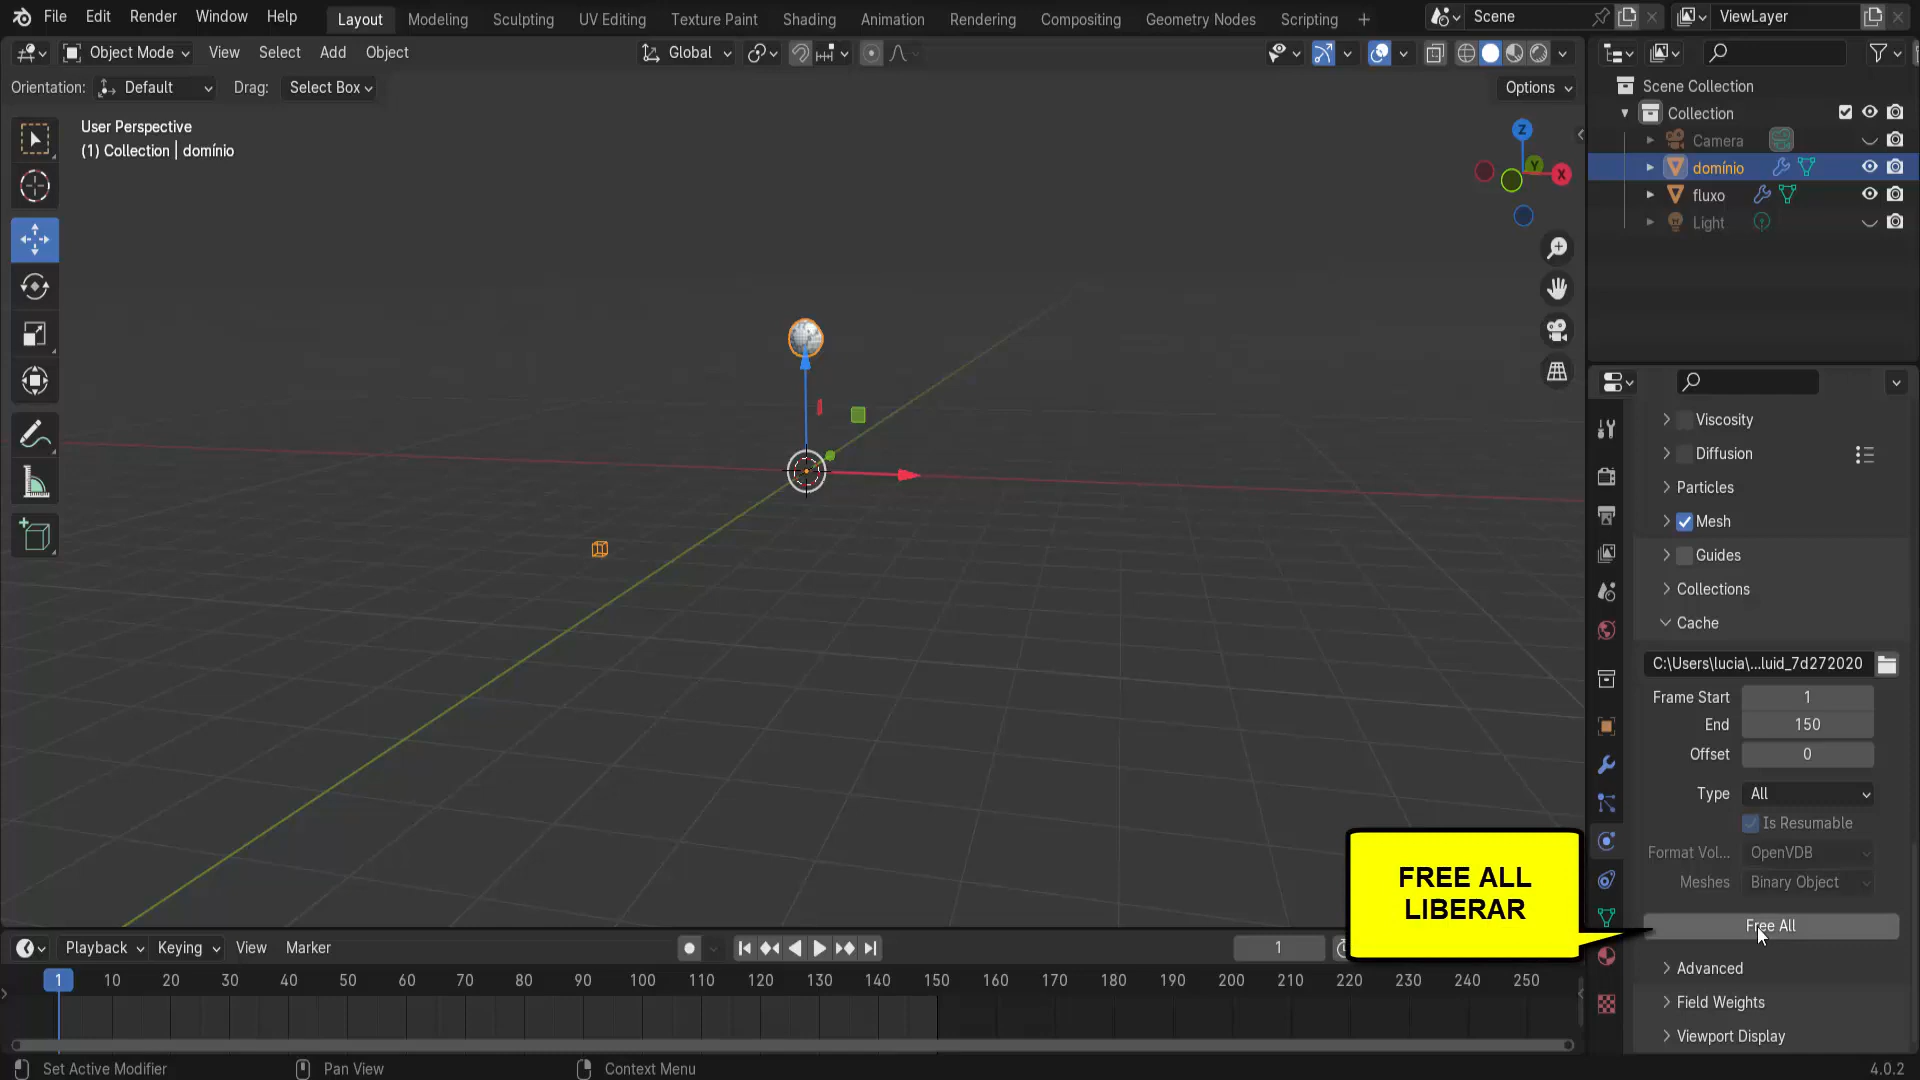 File Edit Render Window Help Layout Modeling Sculpting UV Editing Texture Paint Shading Animation Rendering Compositing Geometry Nodes Scripting + Scene ViewLayer
Object Mode View Select Add Object Global
Orientation: Default Drag: Select Box Options
User Perspective
(1) Collection | domínio
Z
Y
X
Scene Collection
Collection
Camera
domínio
fluxo
Light
Viscosity
Diffusion
Particles
Mesh
Guides
Collections
Cache
C:\Users\lucia\...luid_7d272020
Frame Start 1
End 150
Offset 0
Type All
Is Resumable
Format Vol... OpenVDB
Meshes Binary Object
Free All
Advanced
Field Weights
Viewport Display
FREE ALL
LIBERAR
Playback Keying View Marker 1
1 10 20 30 40 50 60 70 80 90 100 110 120 130 140 150 160 170 180 190 200 210 220 230 240 250
Set Active Modifier Pan View Context Menu 4.0.2